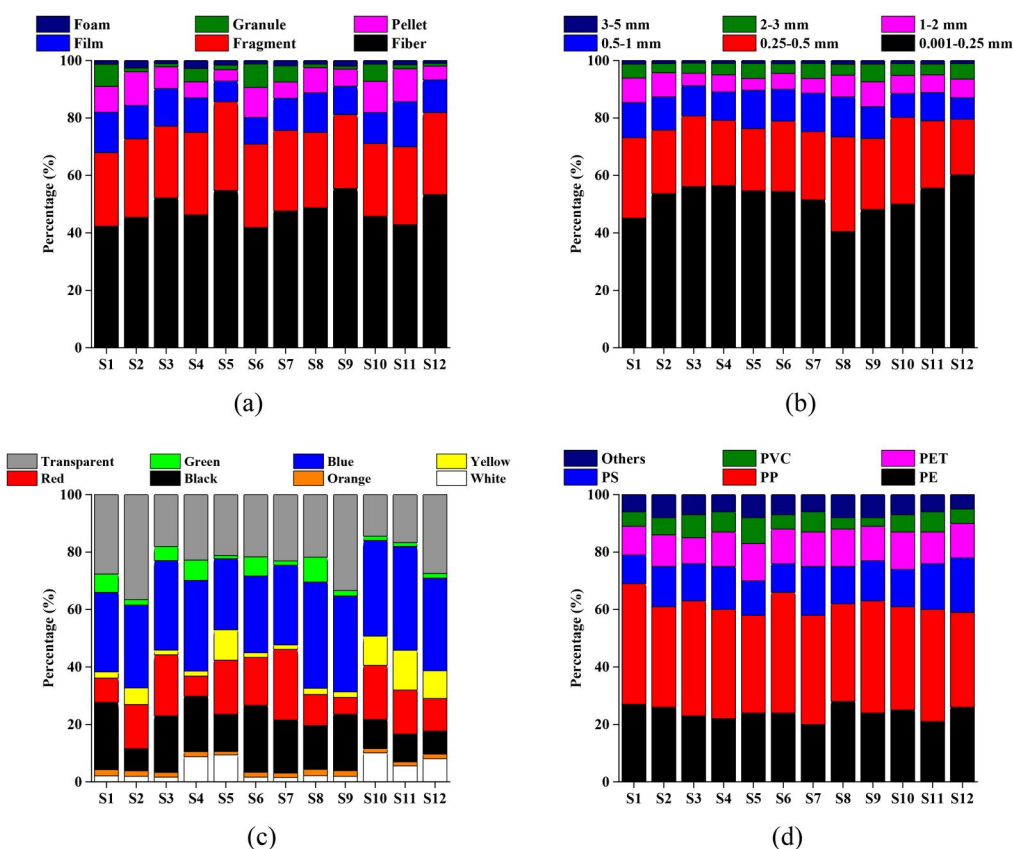 Foam Granule Pellet
Film Fragment Fiber
100
80
60
40
20
0
Percentage (%)
S1 S2 S3 S4 S5 S6 S7 S8 S9 S10 S11 S12
(a)
3-5 mm 2-3 mm 1-2 mm
0.5-1 mm 0.25-0.5 mm 0.001-0.25 mm
100
80
60
40
20
0
Percentage (%)
S1 S2 S3 S4 S5 S6 S7 S8 S9 S10 S11 S12
(b)
Transparent Green Blue Yellow
Red Black Orange White
100
80
60
40
20
0
Percentage (%)
S1 S2 S3 S4 S5 S6 S7 S8 S9 S10 S11 S12
(c)
Others PVC PET
PS PP PE
100
80
60
40
20
0
Percentage (%)
S1 S2 S3 S4 S5 S6 S7 S8 S9 S10 S11 S12
(d)